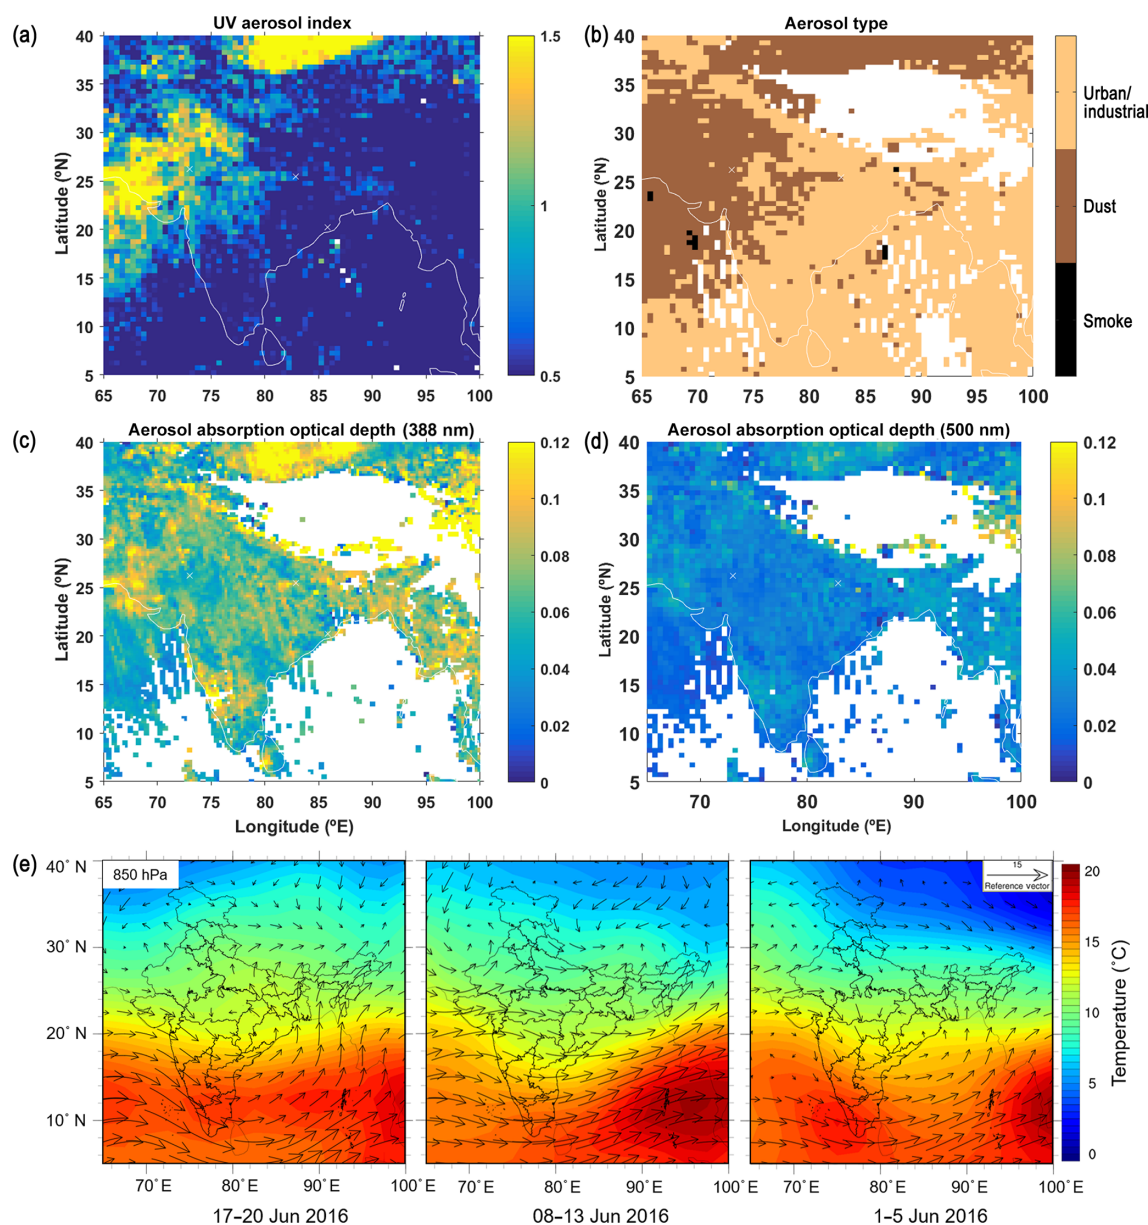 (a)
UV aerosol index
40
35
30
25
20
15
10
5
65 70 75 80 85 90 95 100
Latitude (ºN)
1.5
1
0.5
(b)
Aerosol type
40
35
30
25
20
15
10
5
65 70 75 80 85 90 95 100
Latitude (ºN)
Urban/
industrial
Dust
Smoke
(c)
Aerosol absorption optical depth (388 nm)
40
35
30
25
20
15
10
5
65 70 75 80 85 90 95 100
Latitude (ºN)
Longitude (ºE)
0.12
0.1
0.08
0.06
0.04
0.02
0
(d)
Aerosol absorption optical depth (500 nm)
40
35
30
25
20
15
10
5
70 80 90 100
Latitude (ºN)
Longitude (ºE)
0.12
0.1
0.08
0.06
0.04
0.02
0
(e)
850 hPa
15
Reference vector
40° N
30° N
20° N
10° N
70° E 80° E 90° E 100° E
70° E 80° E 90° E 100° E
70° E 80° E 90° E 100° E
17–20 Jun 2016
08–13 Jun 2016
1–5 Jun 2016
20
15
10
5
0
Temperature (°C)